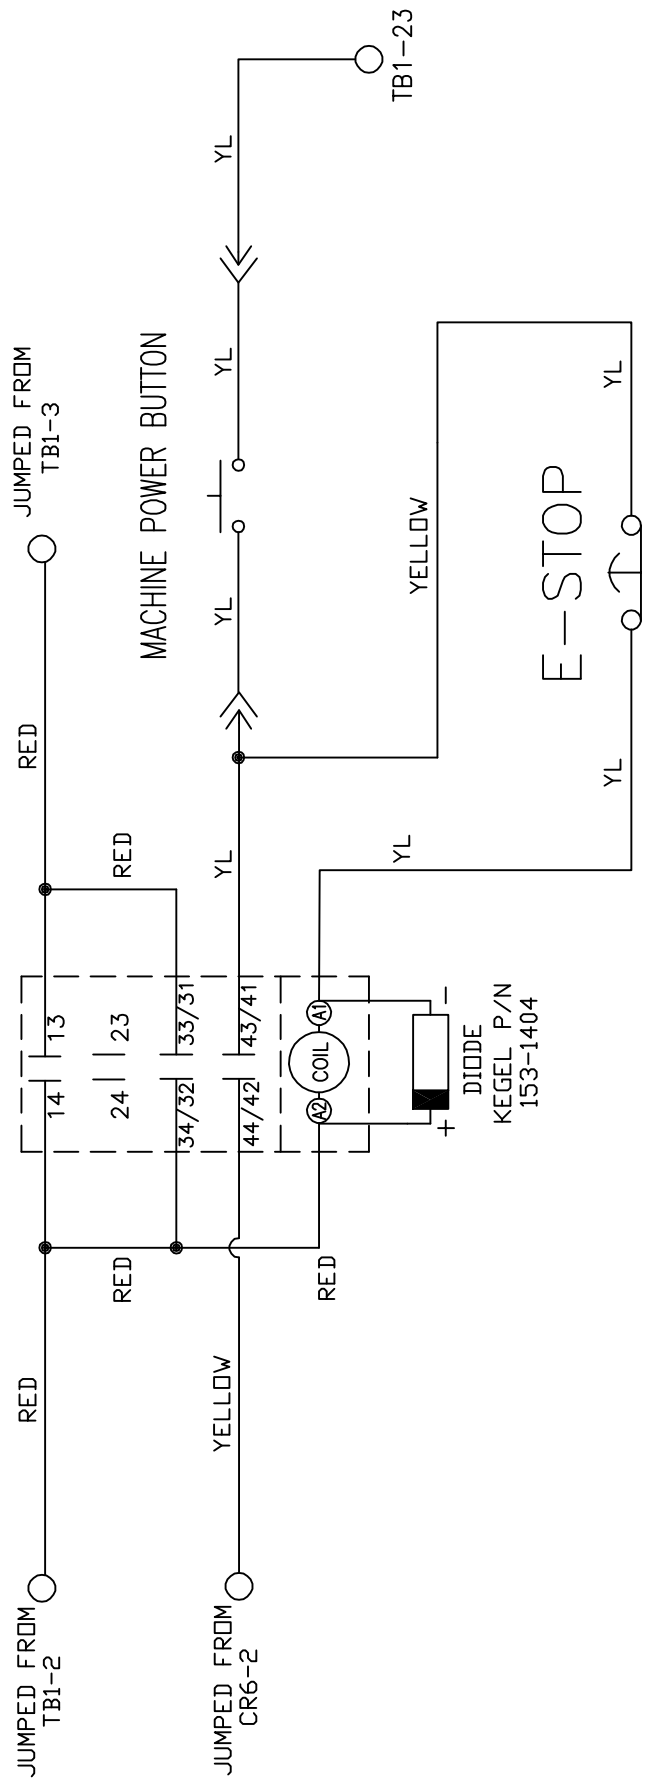 JUMPED FROM
TB1-2
RED
RED
JUMPED FROM
TB1-3
RED
RED
14
13
24
23
34/32
33/31
44/42
43/41
JUMPED FROM
CR6-2
YELLOW
YL
YL
MACHINE POWER BUTTON
YL
YL
TB1-23
RED
A2
COIL
A1
YL
YELLOW
+
-
DIODE
KEGEL P/N
153-1404
E-STOP
YL
YL